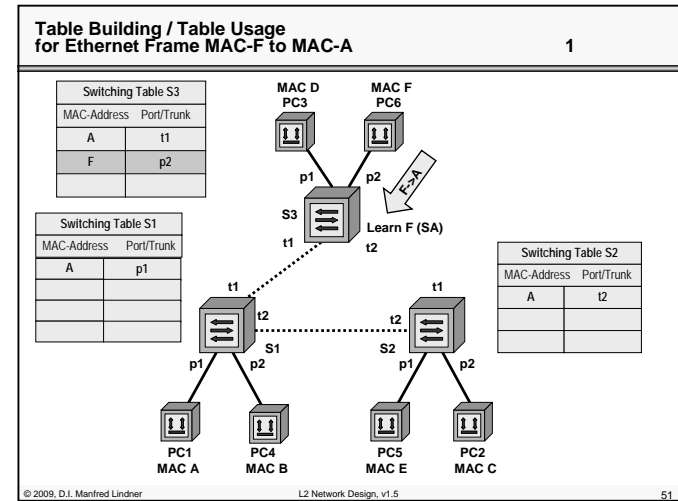 Table Building / Table Usage
for Ethernet Frame MAC-F to MAC-A 1
Switching Table S3
MAC-Address Port/Trunk
A t1
F p2
MAC D
PC3
MAC F
PC6
p1 p2
F->A
S3
Learn F (SA)
t1 t2
Switching Table S1
MAC-Address Port/Trunk
A p1
Switching Table S2
MAC-Address Port/Trunk
A t2
t1 t1
t2 t2
S1 S2
p1 p2 p1 p2
PC1 PC4 PC5 PC2
MAC A MAC B MAC E MAC C
© 2009, D.I. Manfred Lindner L2 Network Design, v1.5 51